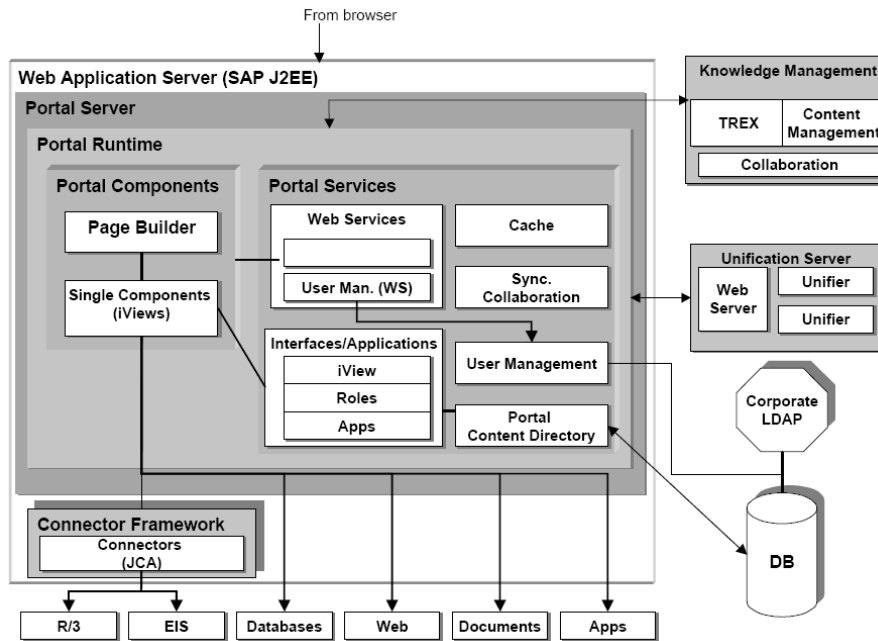 From browser
Web Application Server (SAP J2EE)
Portal Server
Portal Runtime
Portal Components
Page Builder
Single Components
(iViews)
Portal Services
Web Services
User Man. (WS)
Cache
Sync.
Collaboration
Interfaces/Applications
iView
Roles
Apps
User Management
Portal
Content Directory
Knowledge Management
TREX
Content
Management
Collaboration
Unification Server
Web
Server
Unifier
Unifier
Corporate
LDAP
DB
Connector Framework
Connectors
(JCA)
R/3
EIS
Databases
Web
Documents
Apps